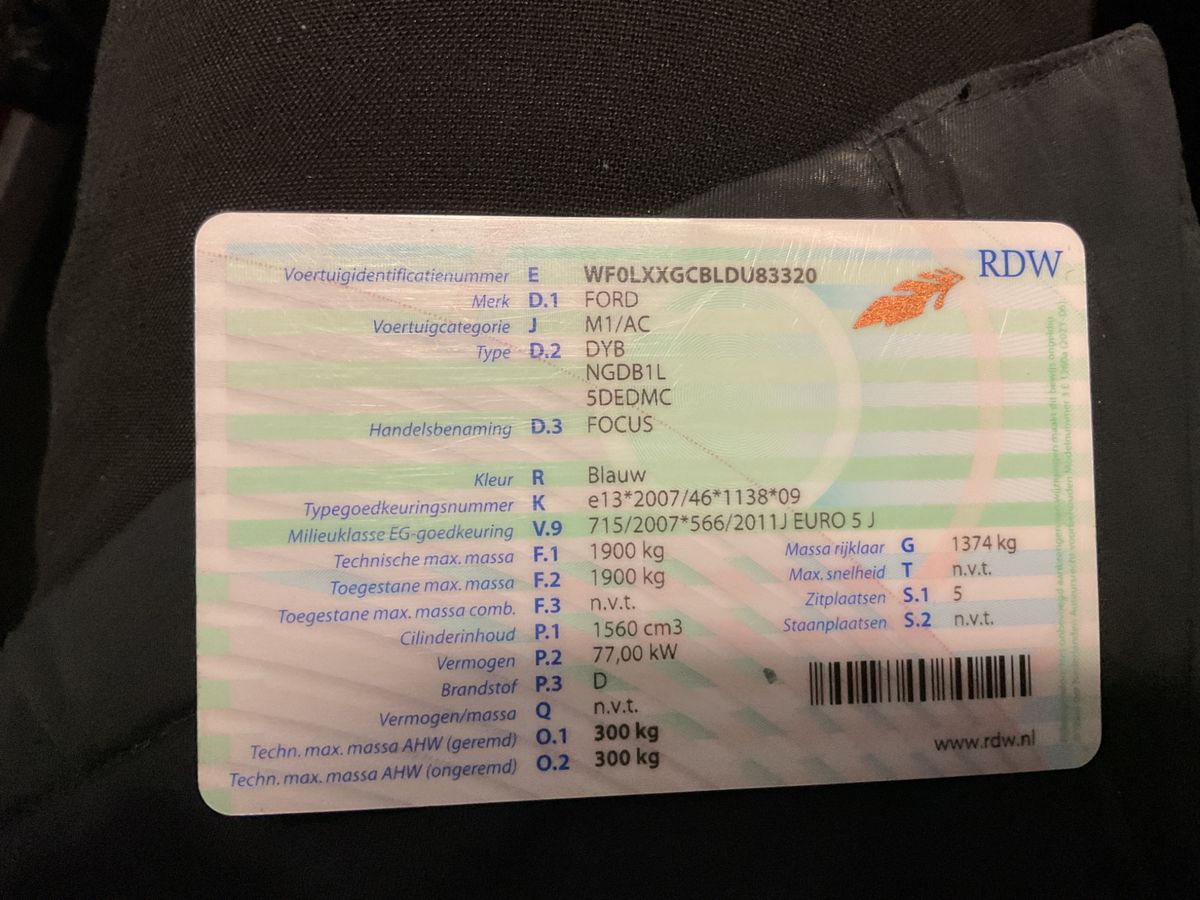 RDW
Voertuigidentificatienummer E WF0LXXGCBLDU83320
Merk D.1 FORD
Voertuigcategorie J M1/AC
Type D.2 DYB
NGDB1L
5DEDMC
Handelsbenaming D.3 FOCUS
Kleur R Blauw
Typegoedkeuringsnummer K e13*2007/46*1138*09
Milieuklasse EG-goedkeuring V.9 715/2007*566/2011J EURO 5 J
Technische max. massa F.1 1900 kg Massa rijklaar G 1374 kg
Toegestane max. massa F.2 1900 kg Max. snelheid T n.v.t.
Toegestane max. massa comb. F.3 n.v.t. Zitplaatsen S.1 5
Cilinderinhoud P.1 1560 cm3 Staanplaatsen S.2 n.v.t.
Vermogen P.2 77,00 kW
Brandstof P.3 D
Vermogen/massa Q n.v.t.
Techn. max. massa AHW (geremd) O.1 300 kg
Techn. max. massa AHW (ongeremd) O.2 300 kg
www.rdw.nl